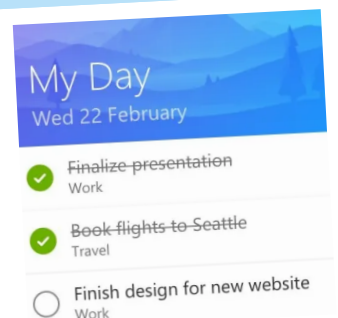 My Day
Wed 22 February
Finalize presentation
Work
Book flights to Seattle
Travel
Finish design for new website
Work